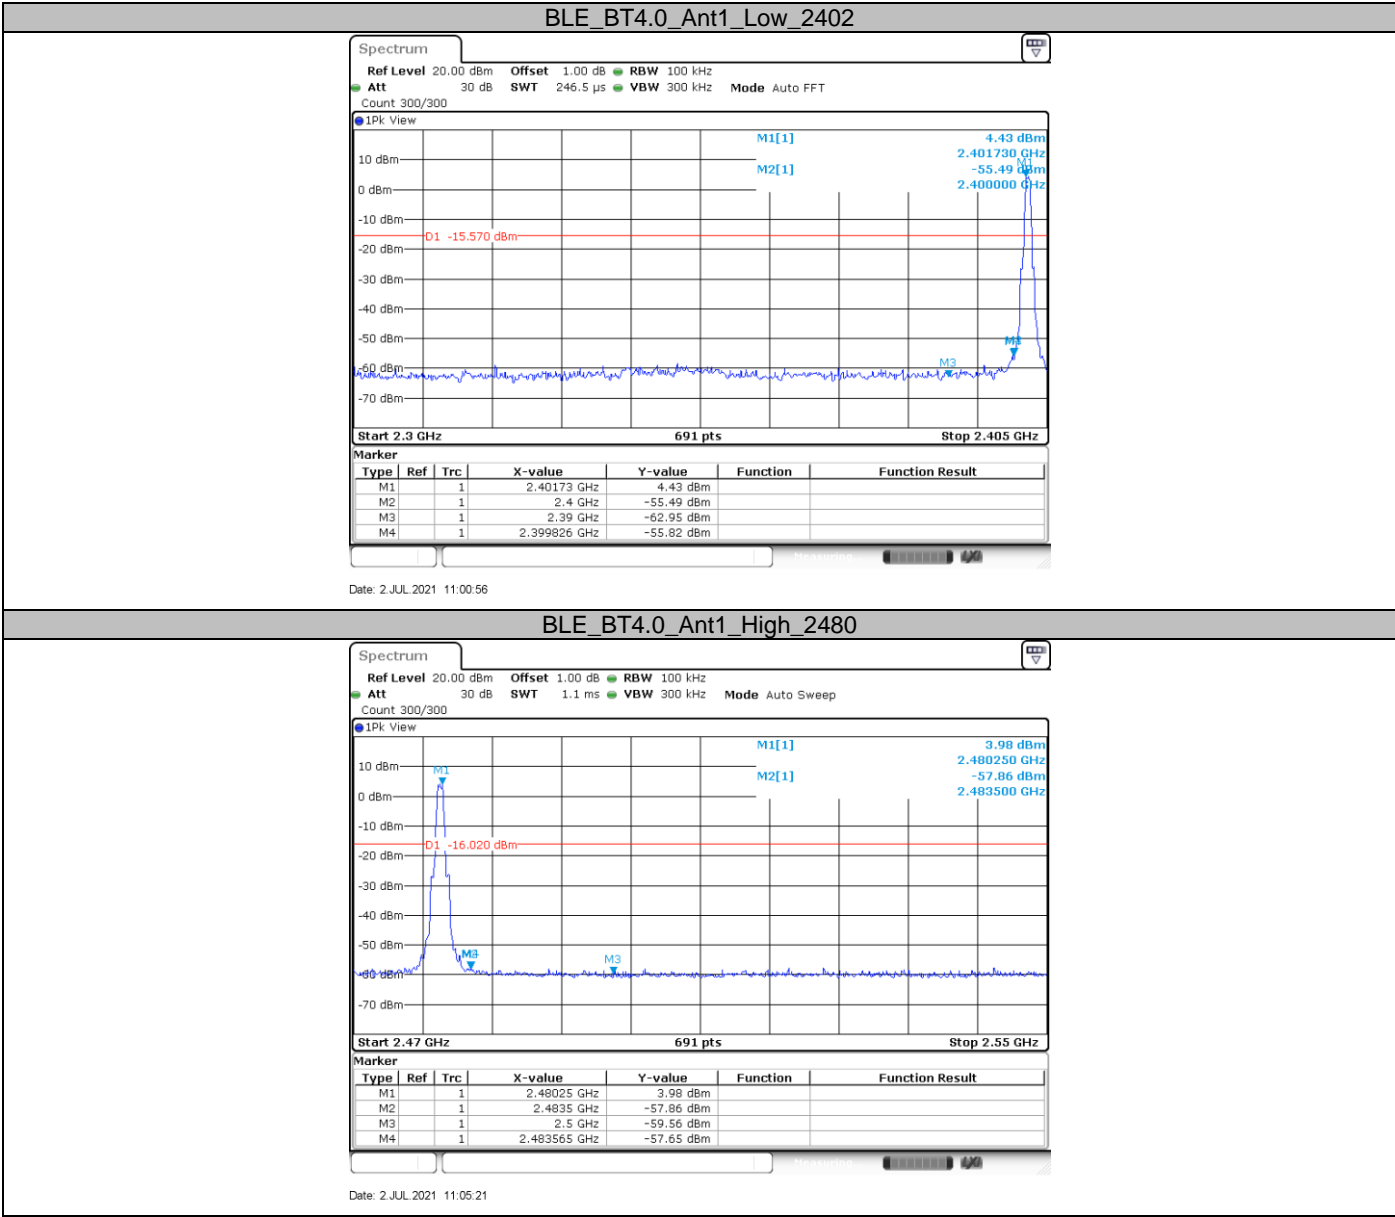 BLE_BT4.0_Ant1_Low_2402
Spectrum
Ref Level 20.00 dBm Offset 1.00 dB RBW 100 kHz
Att 30 dB SWT 246.5 µs VBW 300 kHz Mode Auto FFT
Count 300/300
1Pk View
M1[1] 4.43 dBm
2.401730 GHz
M2[1] -55.49 dBm
2.400000 GHz
M1
10 dBm
0 dBm
-10 dBm
D1 -15.570 dBm
-20 dBm
-30 dBm
-40 dBm
-50 dBm
M3
-60 dBm
-70 dBm
Start 2.3 GHz 691 pts Stop 2.405 GHz
Marker
Type Ref Trc X-value Y-value Function Function Result
M1 1 2.40173 GHz 4.43 dBm
M2 1 2.4 GHz -55.49 dBm
M3 1 2.39 GHz -62.95 dBm
M4 1 2.399826 GHz -55.82 dBm
Measuring
Date: 2.JUL.2021 11:00:56
BLE_BT4.0_Ant1_High_2480
Spectrum
Ref Level 20.00 dBm Offset 1.00 dB RBW 100 kHz
Att 30 dB SWT 1.1 ms VBW 300 kHz Mode Auto Sweep
Count 300/300
1Pk View
M1[1] 3.98 dBm
2.480250 GHz
M2[1] -57.86 dBm
2.483500 GHz
M1
10 dBm
0 dBm
-10 dBm
D1 -16.020 dBm
-20 dBm
-30 dBm
-40 dBm
-50 dBm
M3
-60 dBm
-70 dBm
Start 2.47 GHz 691 pts Stop 2.55 GHz
Marker
Type Ref Trc X-value Y-value Function Function Result
M1 1 2.48025 GHz 3.98 dBm
M2 1 2.4835 GHz -57.86 dBm
M3 1 2.5 GHz -59.56 dBm
M4 1 2.483565 GHz -57.65 dBm
Measuring
Date: 2.JUL.2021 11:05:21